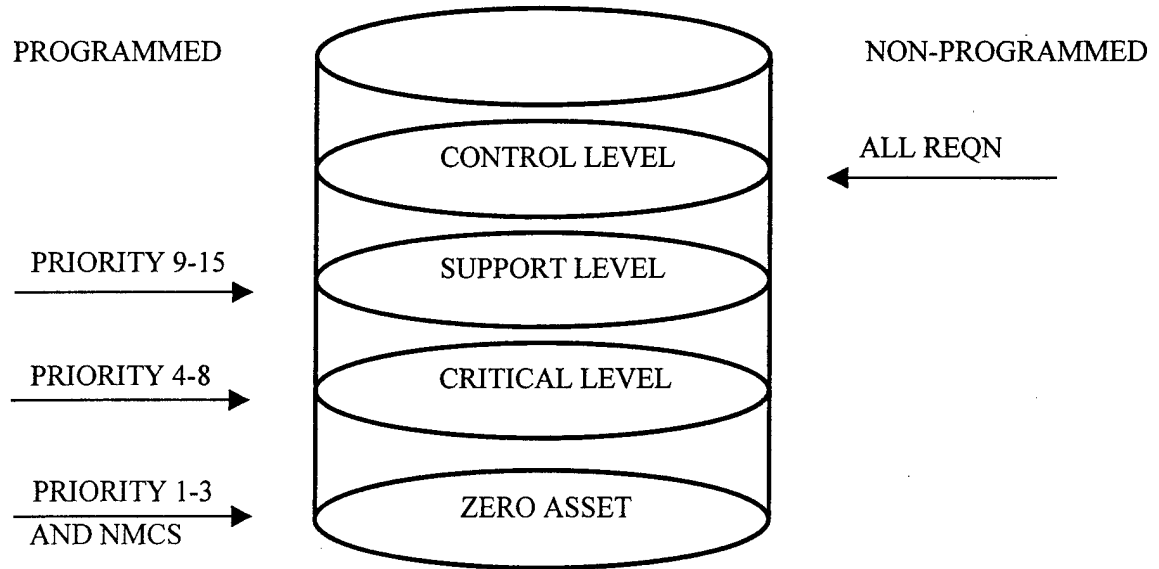 PROGRAMMED
NON-PROGRAMMED
CONTROL LEVEL
ALL REQN
PRIORITY 9-15
SUPPORT LEVEL
PRIORITY 4-8
CRITICAL LEVEL
PRIORITY 1-3
AND NMCS
ZERO ASSET